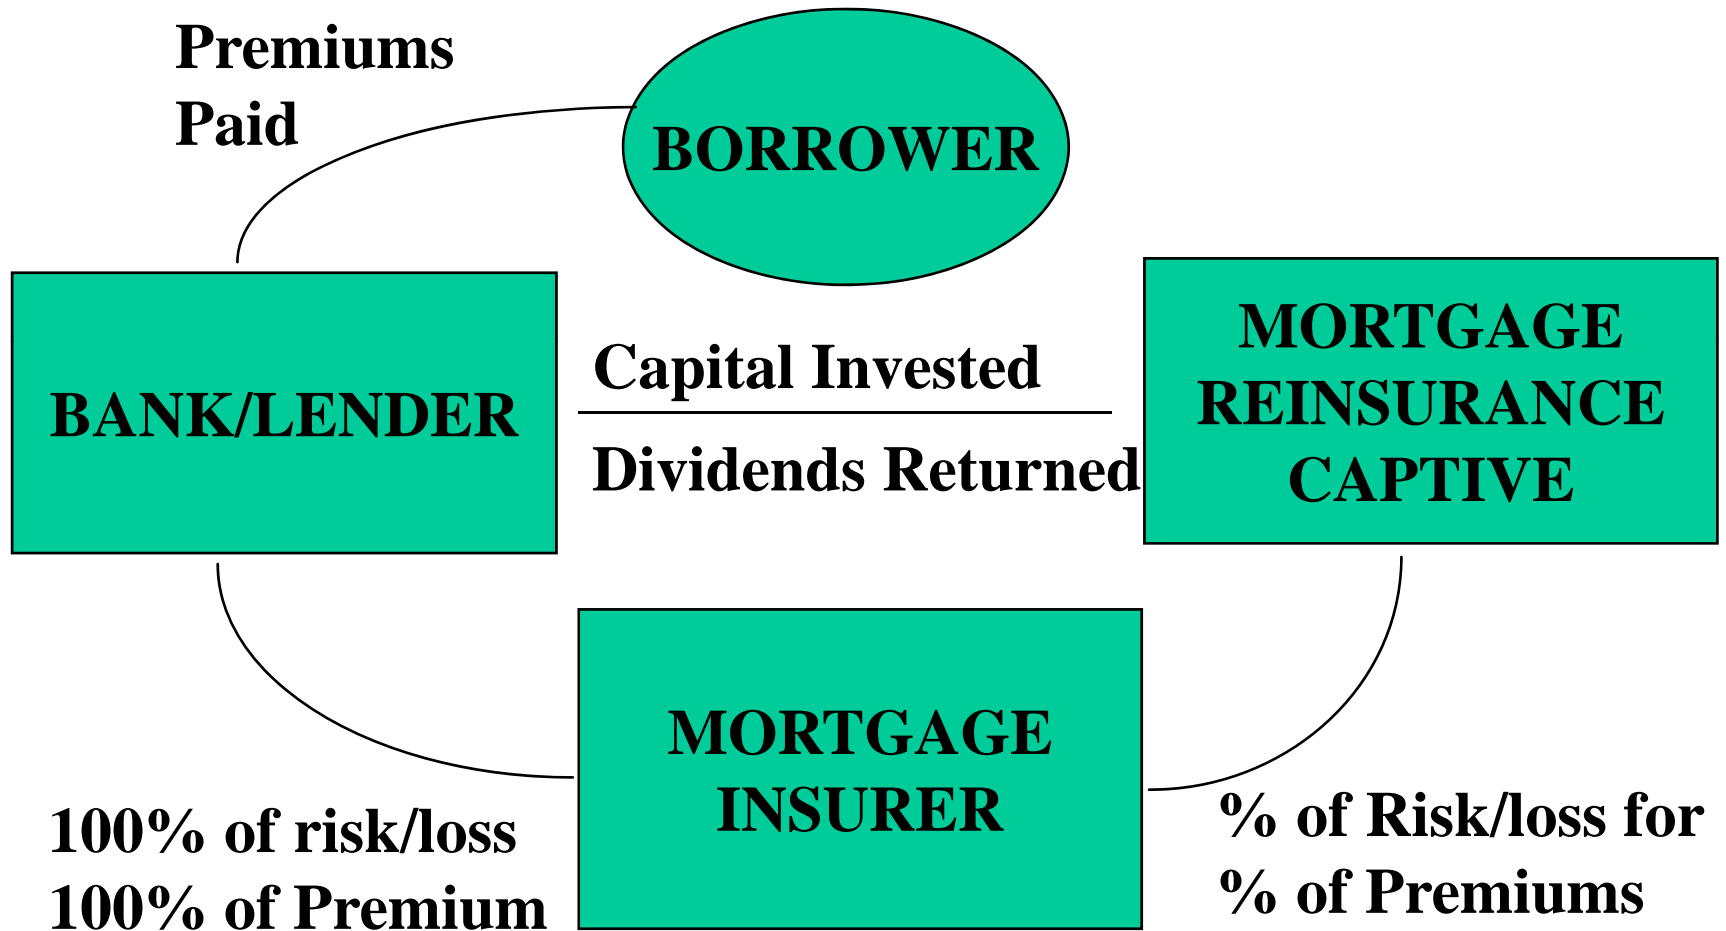 Premiums
Paid
BORROWER
BANK/LENDER
Capital Invested
Dividends Returned
MORTGAGE
REINSURANCE
CAPTIVE
MORTGAGE
INSURER
100% of risk/loss
100% of Premium
% of Risk/loss for
% of Premiums